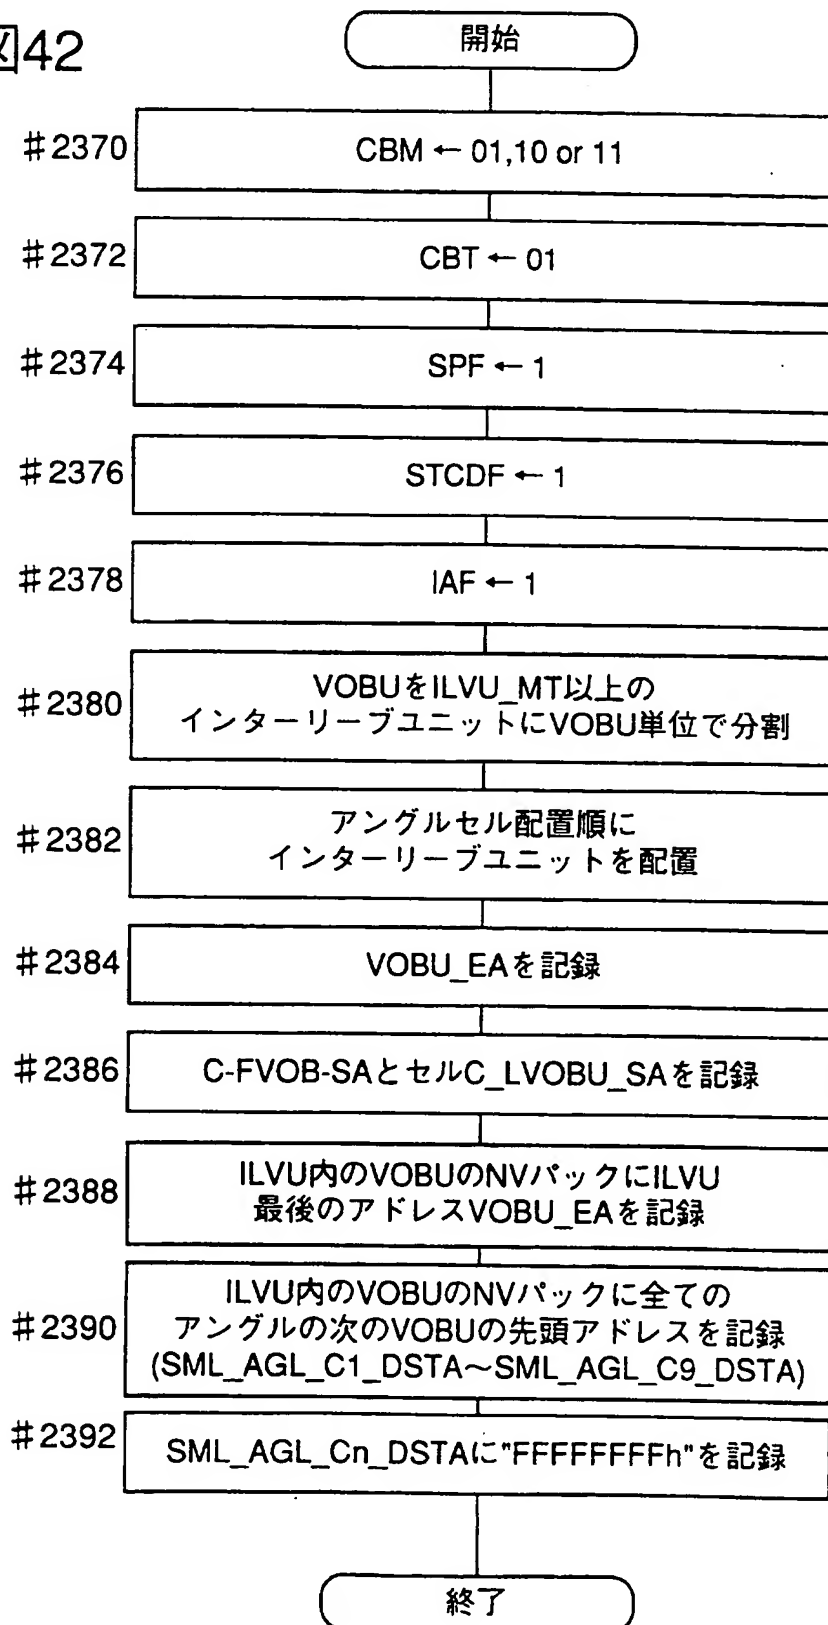 図42
開始
#2370
CBM ← 01,10 or 11
#2372
CBT ← 01
#2374
SPF ← 1
#2376
STCDF ← 1
#2378
IAF ← 1
#2380
VOBUをILVU_MT以上の
インターリーブユニットにVOBU単位で分割
#2382
アングルセル配置順に
インターリーブユニットを配置
#2384
VOBU_EAを記録
#2386
C-FVOB-SAとセルC_LVOBU_SAを記録
#2388
ILVU内のVOBUのNVパックにILVU
最後のアドレスVOBU_EAを記録
#2390
ILVU内のVOBUのNVパックに全ての
アングルの次のVOBUの先頭アドレスを記録
(SML_AGL_C1_DSTA～SML_AGL_C9_DSTA)
#2392
SML_AGL_Cn_DSTAに"FFFFFFFFh"を記録
終了